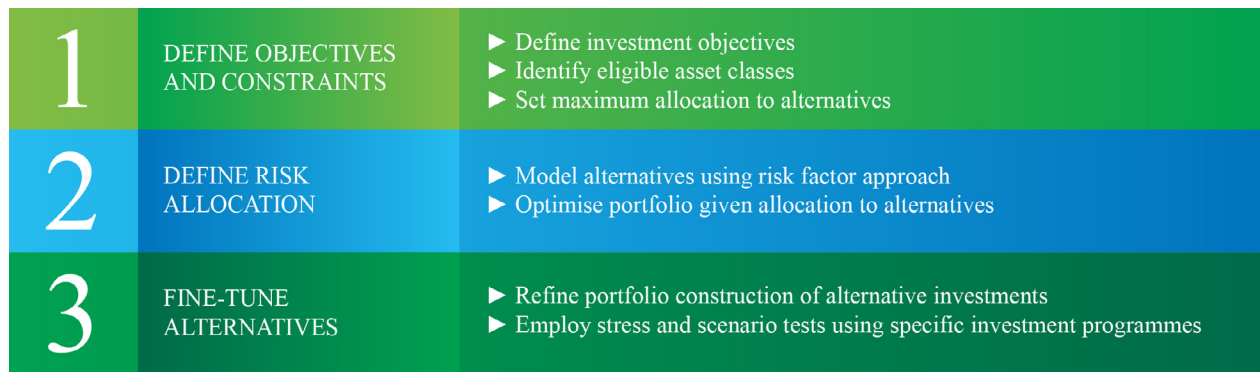 1
DEFINE OBJECTIVES
AND CONSTRAINTS
► Define investment objectives
► Identify eligible asset classes
► Set maximum allocation to alternatives
2
DEFINE RISK
ALLOCATION
► Model alternatives using risk factor approach
► Optimise portfolio given allocation to alternatives
3
FINE-TUNE
ALTERNATIVES
► Refine portfolio construction of alternative investments
► Employ stress and scenario tests using specific investment programmes